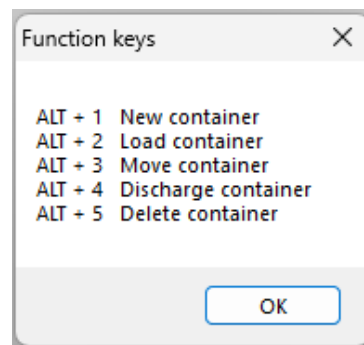 Function keys
ALT + 1 New container
ALT + 2 Load container
ALT + 3 Move container
ALT + 4 Discharge container
ALT + 5 Delete container
OK